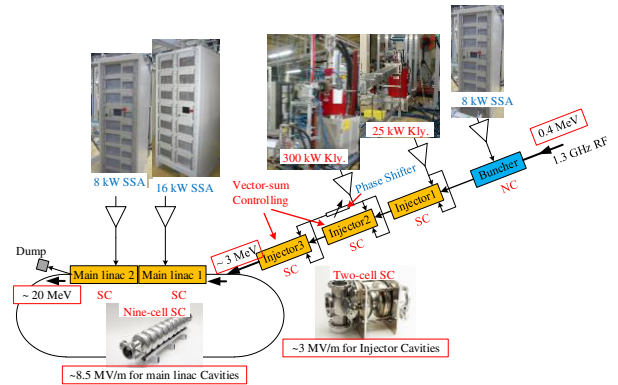 8 kW SSA
25 kW Kly.
300 kW Kly.
0.4 MeV
1.3 GHz RF
8 kW SSA
16 kW SSA
Phase Shifter
Buncher
NC
Vector-sum
Controlling
Injector1
SC
Injector2
SC
Injector3
SC
~ 3 MeV
Dump
Main linac 2
Main linac 1
SC
SC
~ 20 MeV
Two-cell SC
Nine-cell SC
~3 MV/m for Injector Cavities
~8.5 MV/m for main linac Cavities